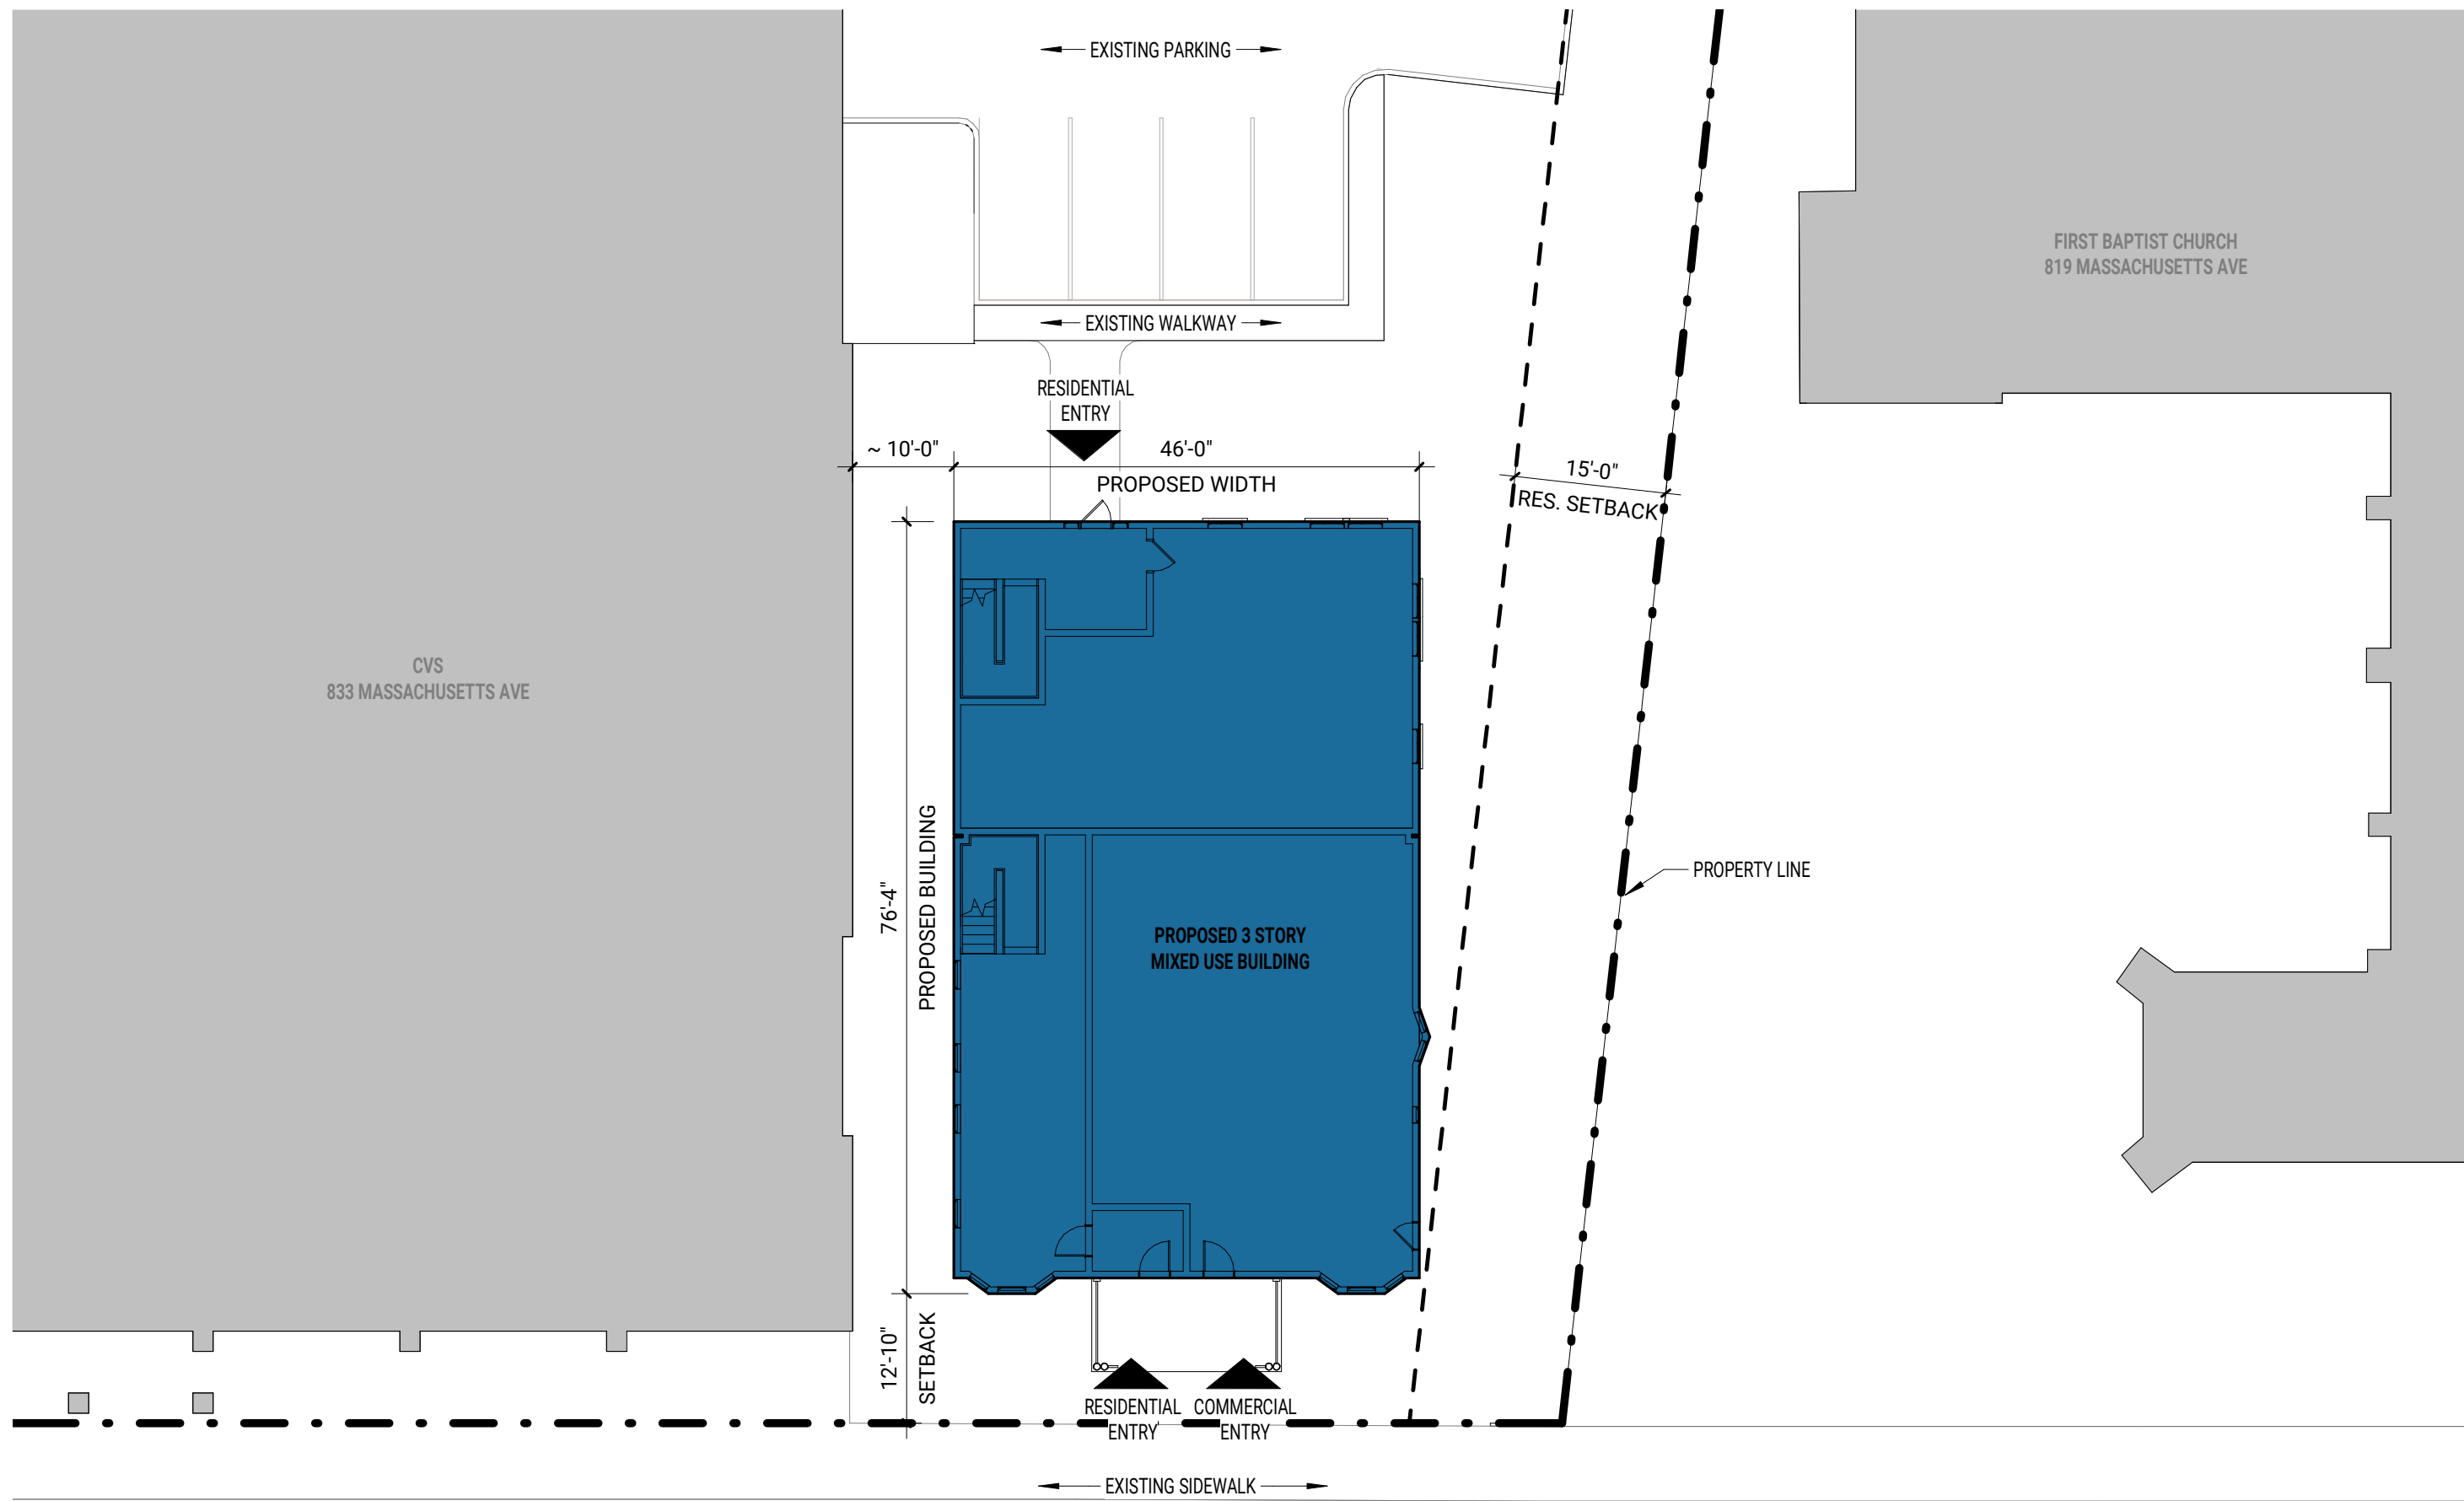 EXISTING PARKING
FIRST BAPTIST CHURCH
819 MASSACHUSETTS AVE
EXISTING WALKWAY
RESIDENTIAL
ENTRY
~ 10'-0"
46'-0"
PROPOSED WIDTH
15'-0"
RES. SETBACK
CVS
833 MASSACHUSETTS AVE
76'-4"
PROPOSED BUILDING
PROPERTY LINE
PROPOSED 3 STORY
MIXED USE BUILDING
12'-10"
SETBACK
RESIDENTIAL
ENTRY
COMMERCIAL
ENTRY
EXISTING SIDEWALK